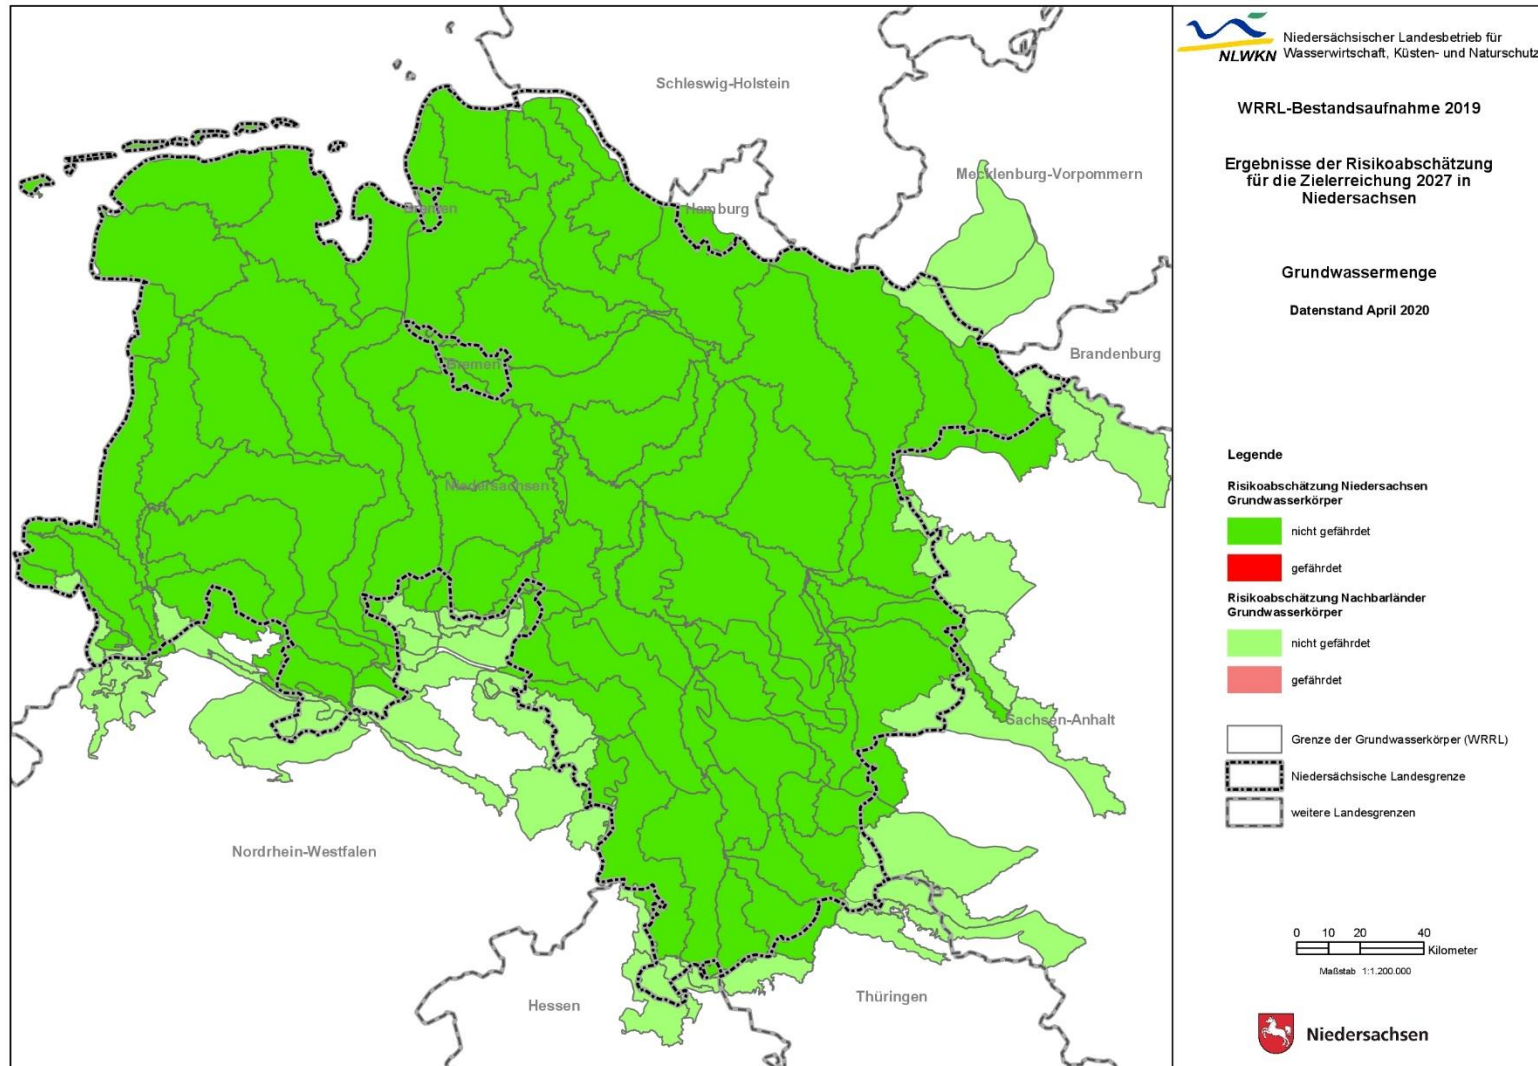 Schleswig-Holstein
Mecklenburg-Vorpommern
Hamburg
Bremen
Brandenburg
Bremen
Niedersachsen
Sachsen-Anhalt
Nordrhein-Westfalen
Hessen
Thüringen
NLWKN
Niedersächsischer Landesbetrieb für
Wasserwirtschaft, Küsten- und Naturschutz
WRRL-Bestandsaufnahme 2019
Ergebnisse der Risikoabschätzung
für die Zielerreichung 2027 in
Niedersachsen
Grundwassermenge
Datenstand April 2020
Legende
Risikoabschätzung Niedersachsen
Grundwasserkörper
nicht gefährdet
gefährdet
Risikoabschätzung Nachbarländer
Grundwasserkörper
nicht gefährdet
gefährdet
Grenze der Grundwasserkörper (WRRL)
Niedersächsische Landesgrenze
weitere Landesgrenzen
0 10 20 40
Kilometer
Maßstab 1:1.200.000
Niedersachsen